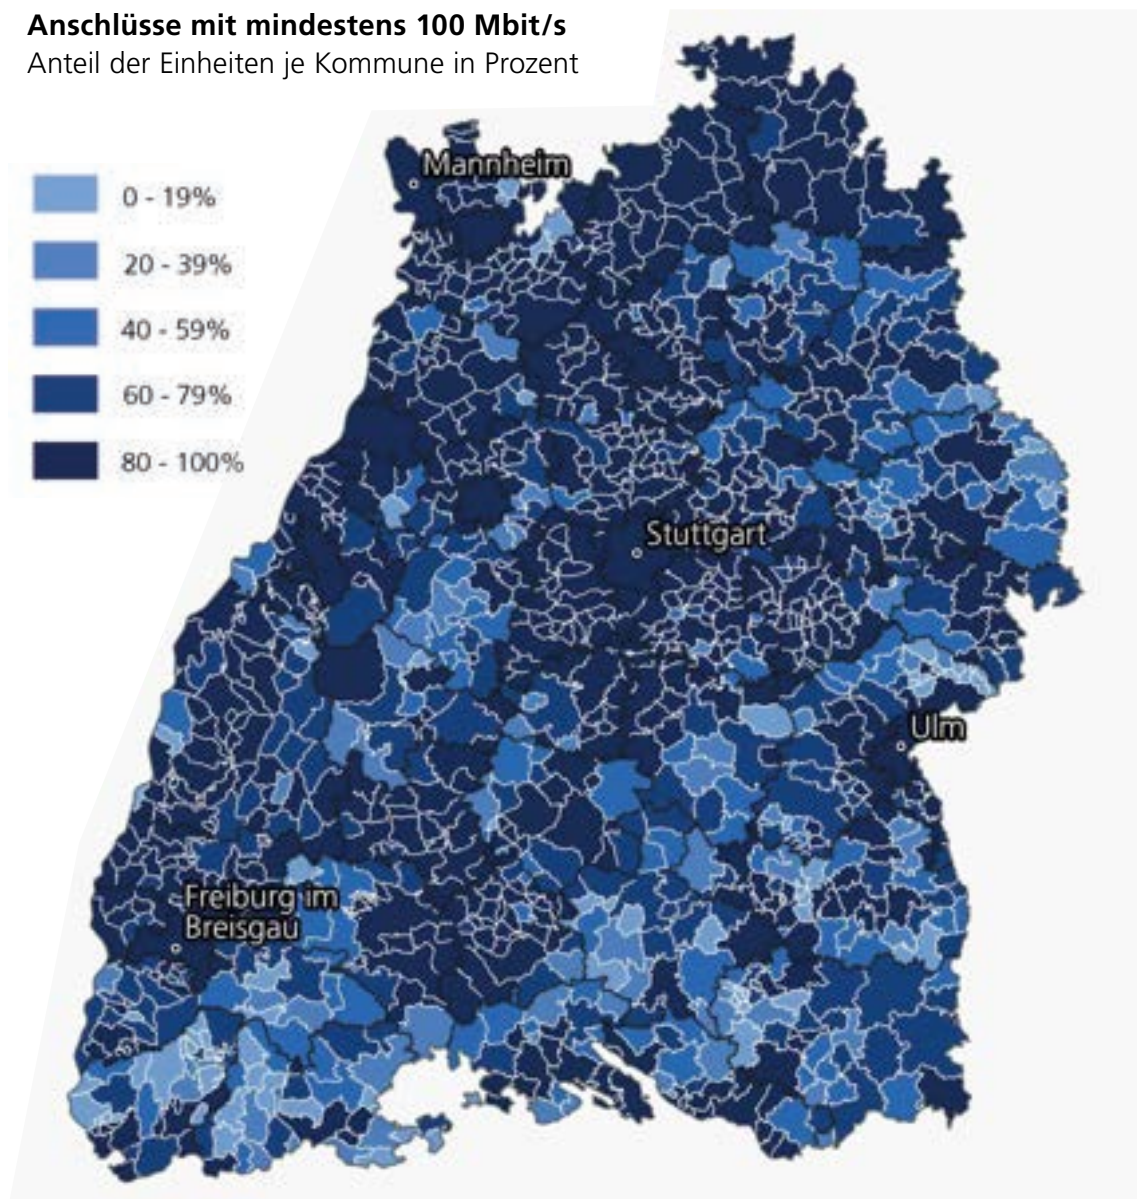 Anschlüsse mit mindestens 100 Mbit/s
Anteil der Einheiten je Kommune in Prozent
0 - 19%
20 - 39%
40 - 59%
60 - 79%
80 - 100%
Mannheim
Stuttgart
Ulm
Freiburg im
Breisgau